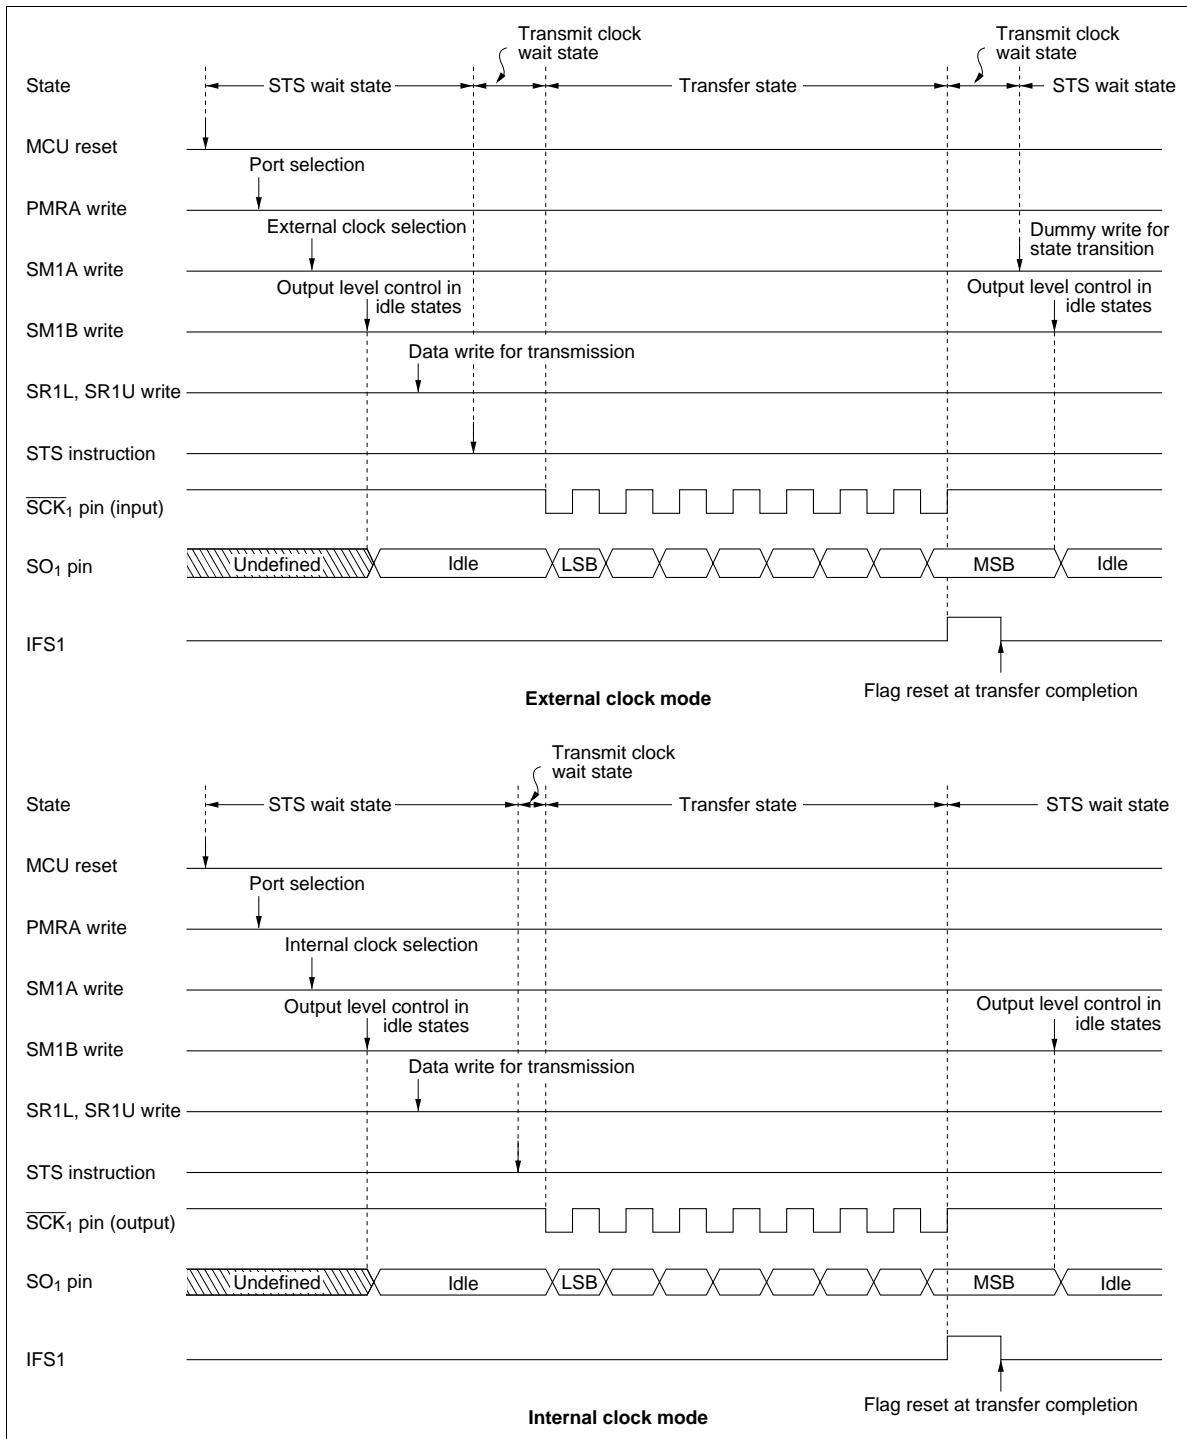 Transmit clock
wait state
Transmit clock
wait state
State
STS wait state
Transfer state
STS wait state
MCU reset
Port selection
PMRA write
External clock selection
Dummy write for
state transition
SM1A write
Output level control in
idle states
Output level control in
idle states
SM1B write
Data write for transmission
SR1L, SR1U write
STS instruction
SCK1 pin (input)
SO1 pin
Undefined
Idle
LSB
MSB
Idle
IFS1
Flag reset at transfer completion
External clock mode
Transmit clock
wait state
State
STS wait state
Transfer state
STS wait state
MCU reset
Port selection
PMRA write
Internal clock selection
SM1A write
Output level control in
idle states
Output level control in
idle states
SM1B write
Data write for transmission
SR1L, SR1U write
STS instruction
SCK1 pin (output)
SO1 pin
Undefined
Idle
LSB
MSB
Idle
IFS1
Flag reset at transfer completion
Internal clock mode